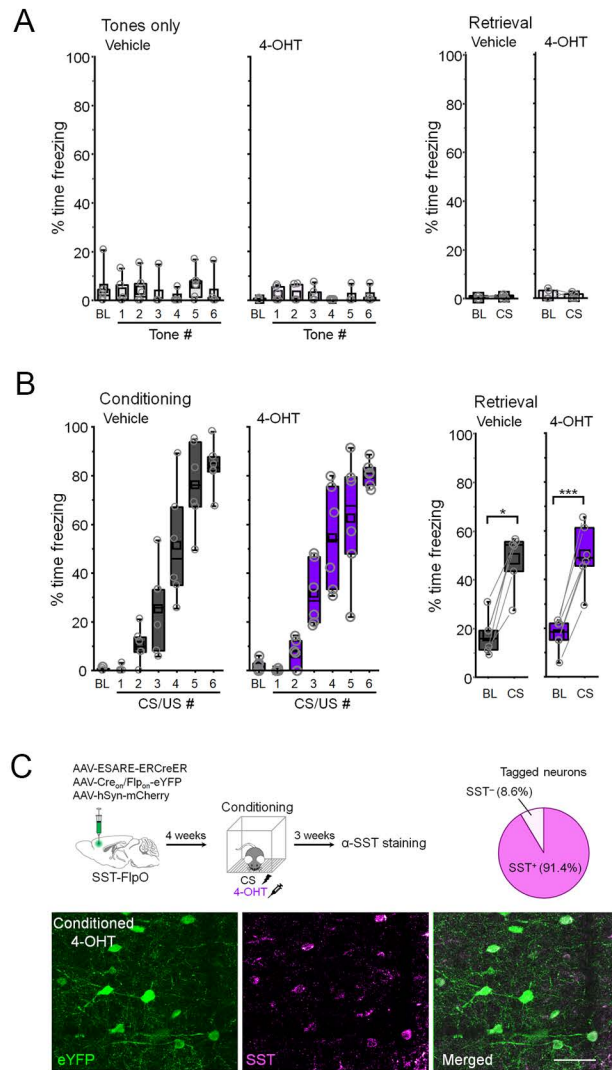 A
Tones only
Vehicle
4-OHT
Retrieval
Vehicle
4-OHT
% time freezing
100
80
60
40
20
0
BL 1 2 3 4 5 6
Tone #
BL 1 2 3 4 5 6
Tone #
% time freezing
100
80
60
40
20
0
BL CS
BL CS
B
Conditioning
Vehicle
4-OHT
Retrieval
Vehicle
4-OHT
% time freezing
100
80
60
40
20
0
BL 1 2 3 4 5 6
CS/US #
BL 1 2 3 4 5 6
CS/US #
% time freezing
100
80
60
40
20
0
*
***
BL CS
BL CS
C
AAV-ESARE-ERCreER
AAV-Creon/Flpon-eYFP
AAV-hSyn-mCherry
SST-FlpO
4 weeks
Conditioning
CS
4-OHT
3 weeks
α-SST staining
Tagged neurons
SST⁻ (8.6%)
SST⁺ (91.4%)
Conditioned
4-OHT
eYFP
SST
Merged